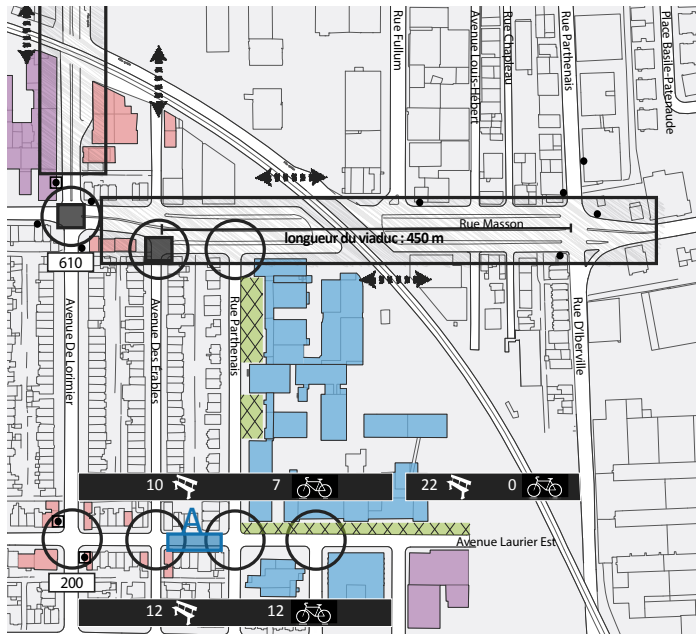 Rue Fullum
Avenue Louis-Hébert
Rue Chapleau
Rue Parthenais
Place Basile-Patenaude
Rue Masson
longueur du viaduc : 450 m
610
Avenue De Lorimier
Avenue Des Érables
Rue Parthenais
Rue D'Iberville
10 7
22 0
A
Avenue Laurier Est
200
12 12